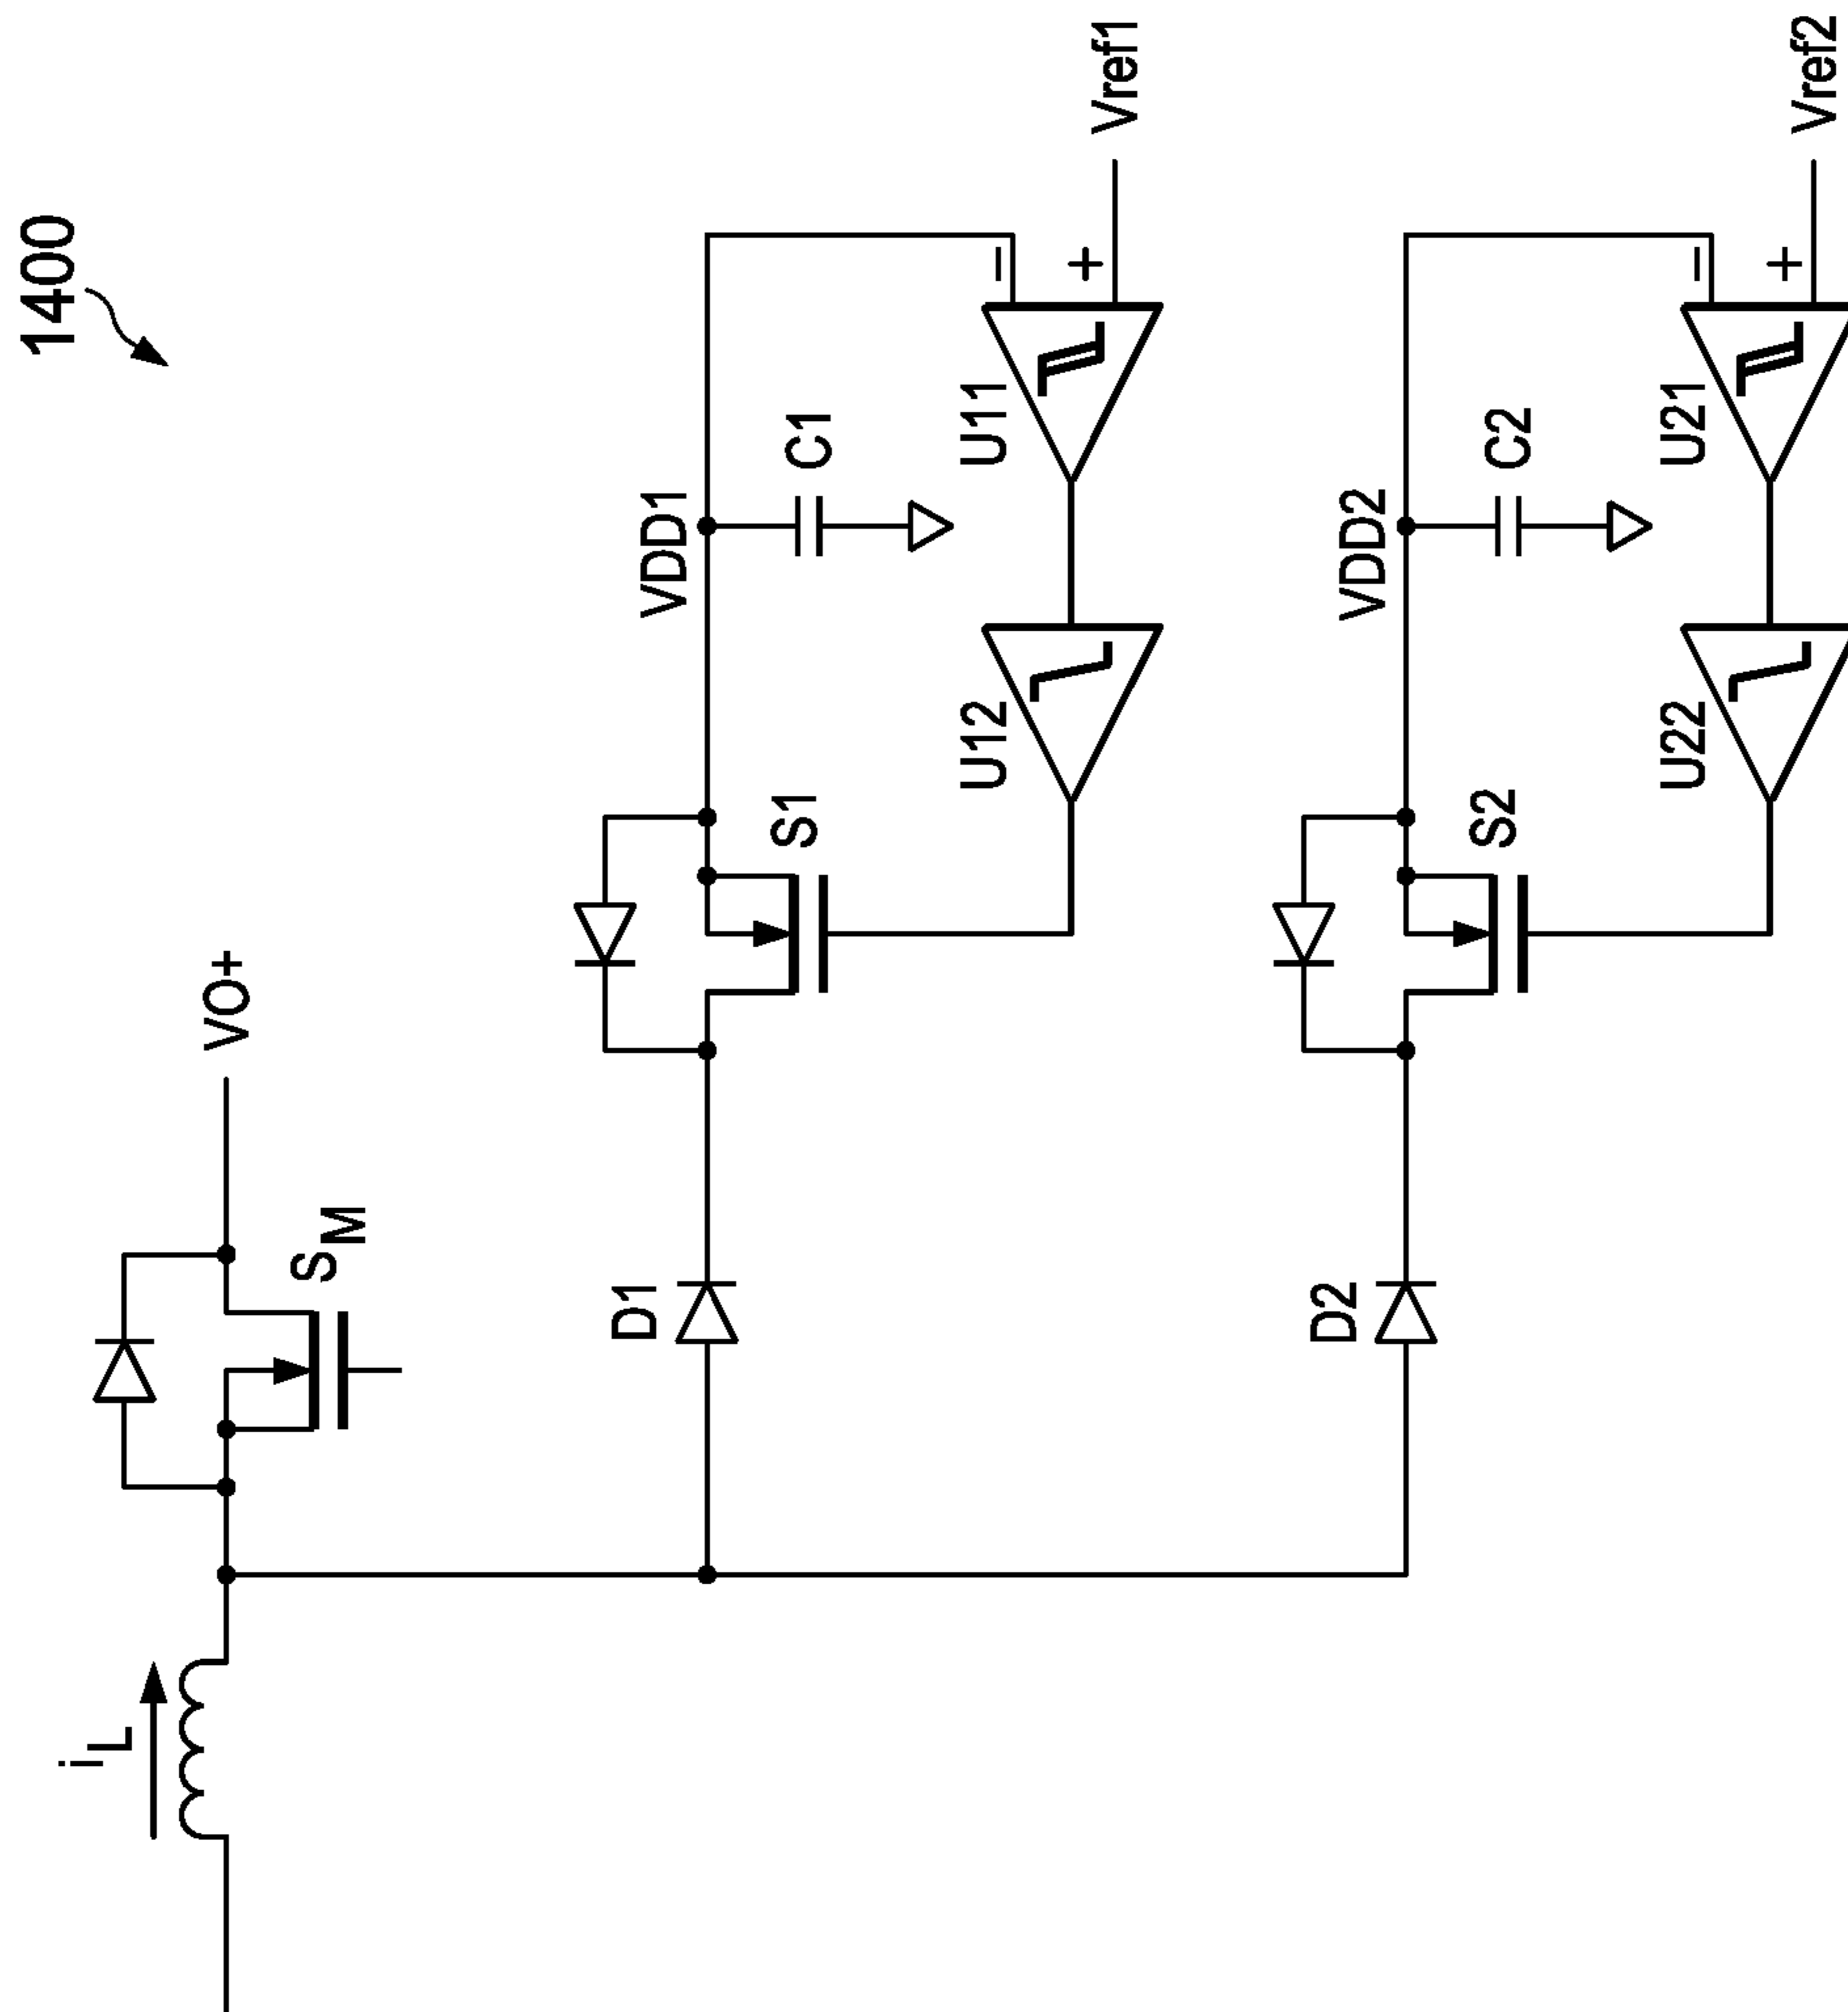 1400
iL
SM
VO+
D1
S1
VDD1
C1
U12
U11
−
+
Vref1
D2
S2
VDD2
C2
U22
U21
−
+
Vref2